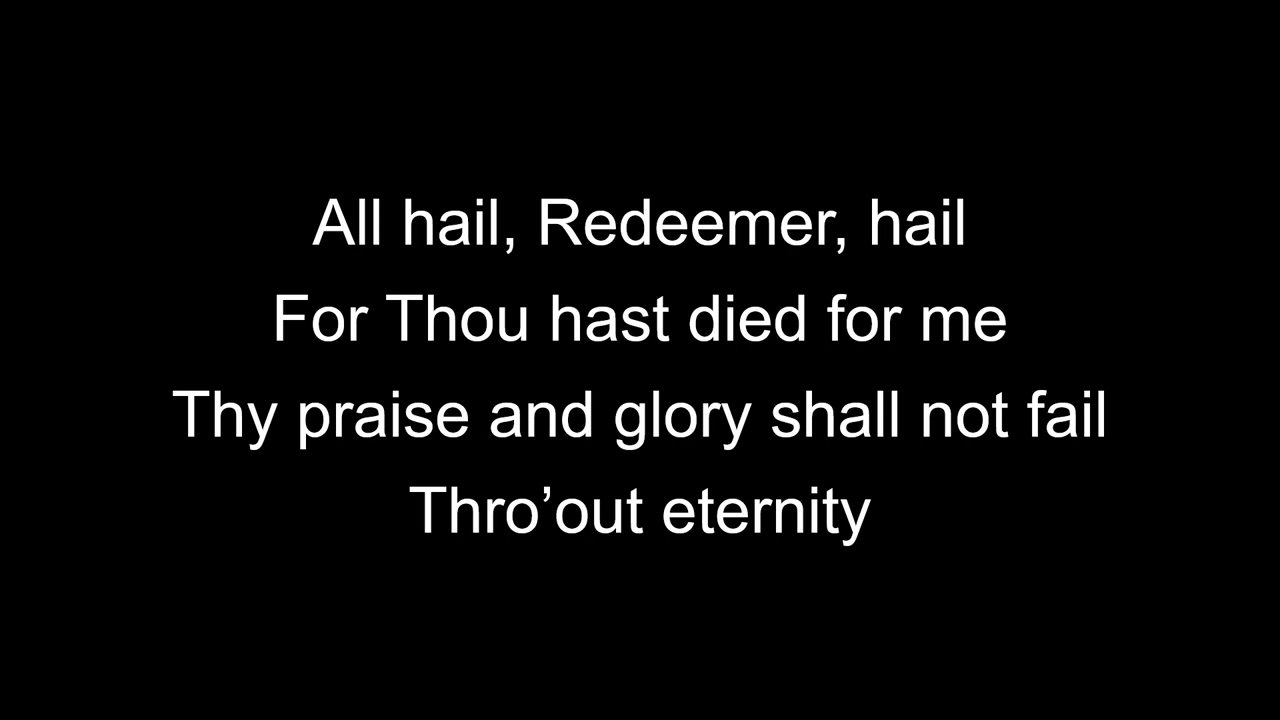 All hail, Redeemer, hail
For Thou hast died for me
Thy praise and glory shall not fail
Thro’out eternity